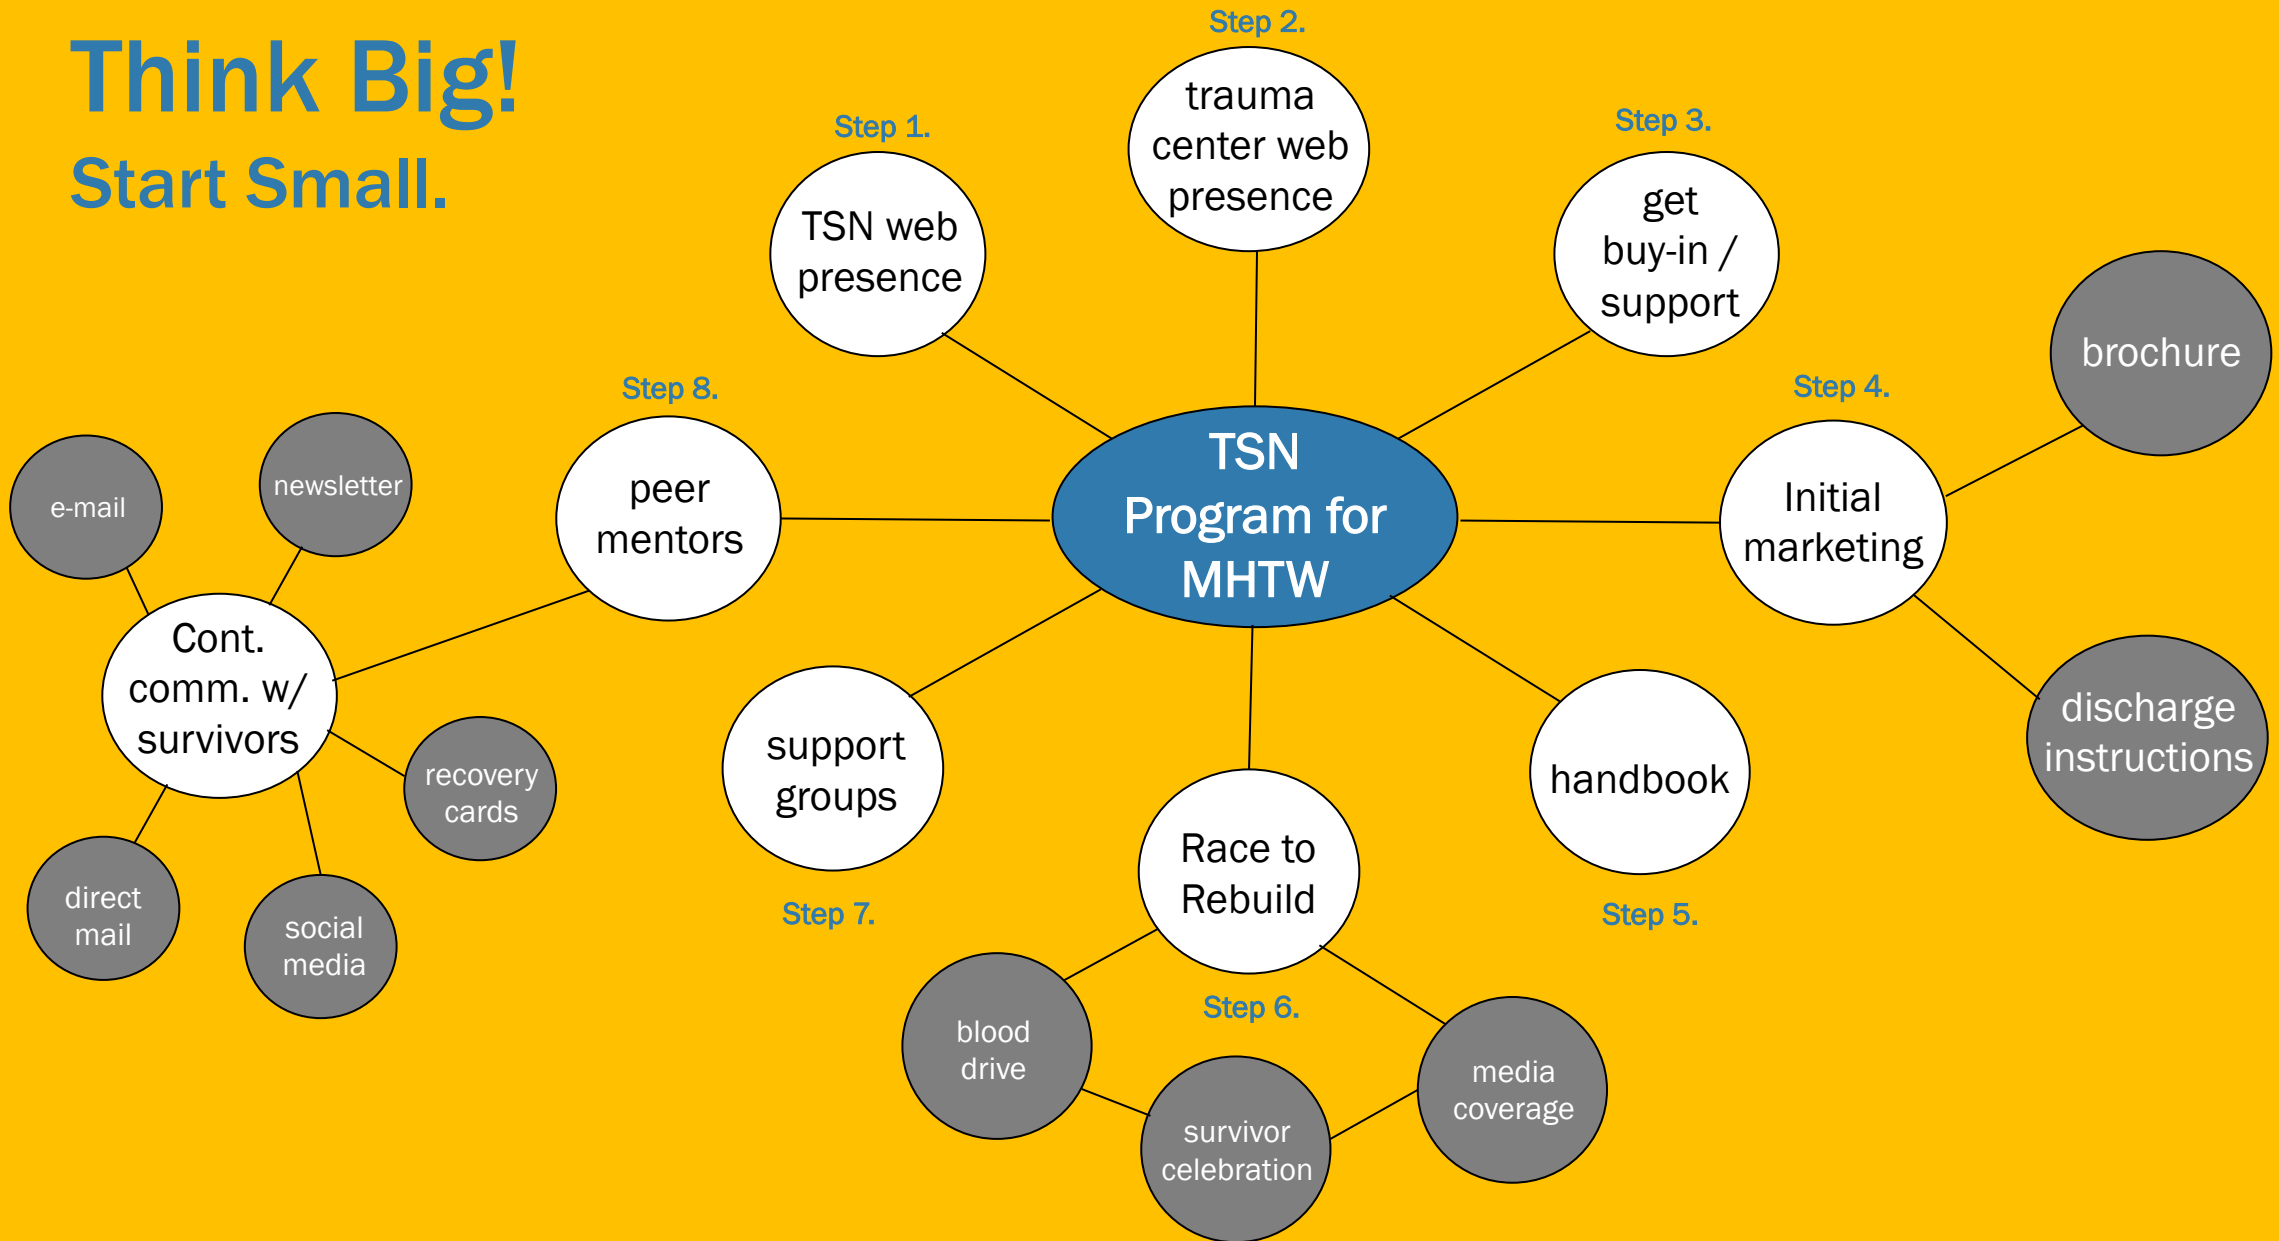 Think Big!
Start Small.
Step 1.
TSN web
presence
Step 2.
trauma
center web
presence
Step 3.
get
buy-in /
support
Step 4.
Initial
marketing
brochure
discharge
instructions
TSN
Program for
MHTW
Step 5.
handbook
Step 6.
Race to
Rebuild
blood
drive
survivor
celebration
media
coverage
Step 7.
support
groups
Step 8.
peer
mentors
Cont.
comm. w/
survivors
e-mail
newsletter
recovery
cards
social
media
direct
mail